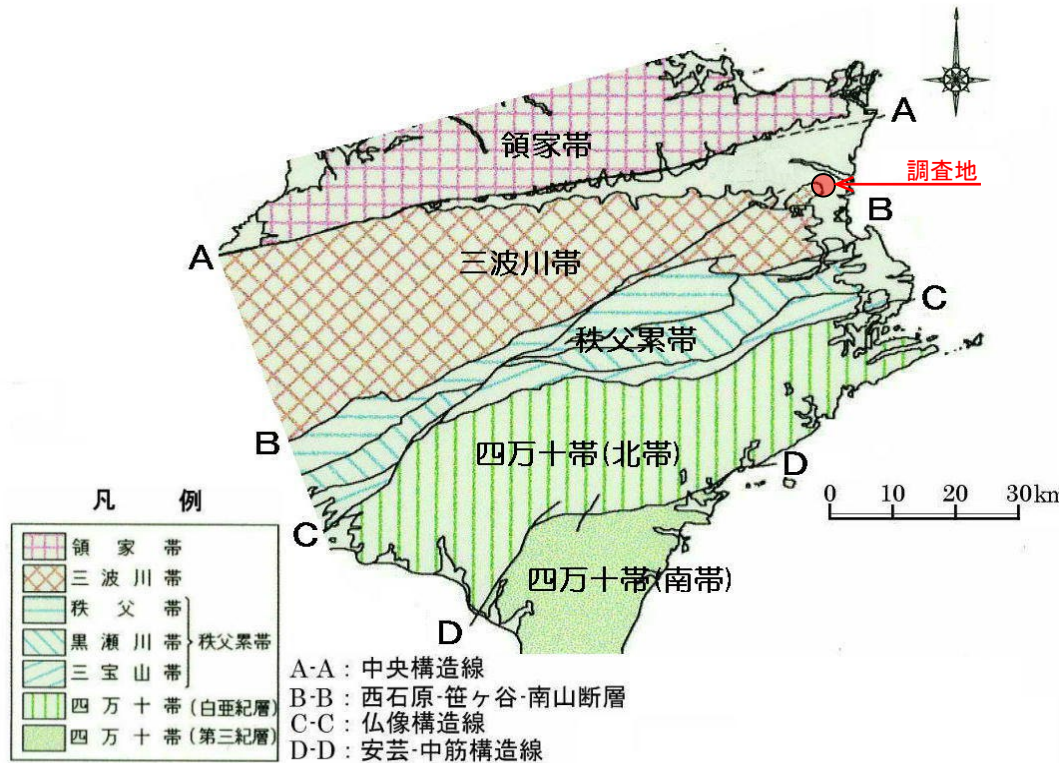 A
領家帯
調査地
B
A
三波川帯
C
秩父累帯
B
四万十帯(北帯)
D
0 10 20 30km
凡 例
C
領家帯
四万十帯(南帯)
三波川帯
秩父帯
黒瀬川帯
秩父累帯
D
三宝山帯
四万十帯(白亜紀層)
四万十帯(第三紀層)
A-A : 中央構造線
B-B : 西石原-笹ヶ谷-南山断層
C-C : 仏像構造線
D-D : 安芸-中筋構造線